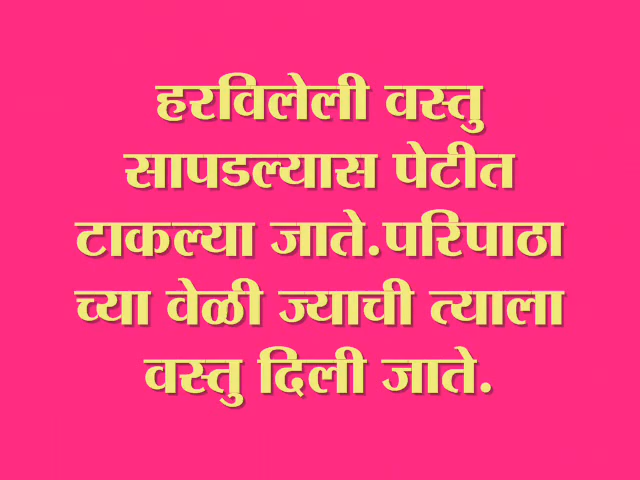 हरविलेली वस्तु
सापडल्यास पेटीत
टाकल्या जाते.परिपाठा
च्या वेळी ज्याची त्याला
वस्तु दिली जाते.